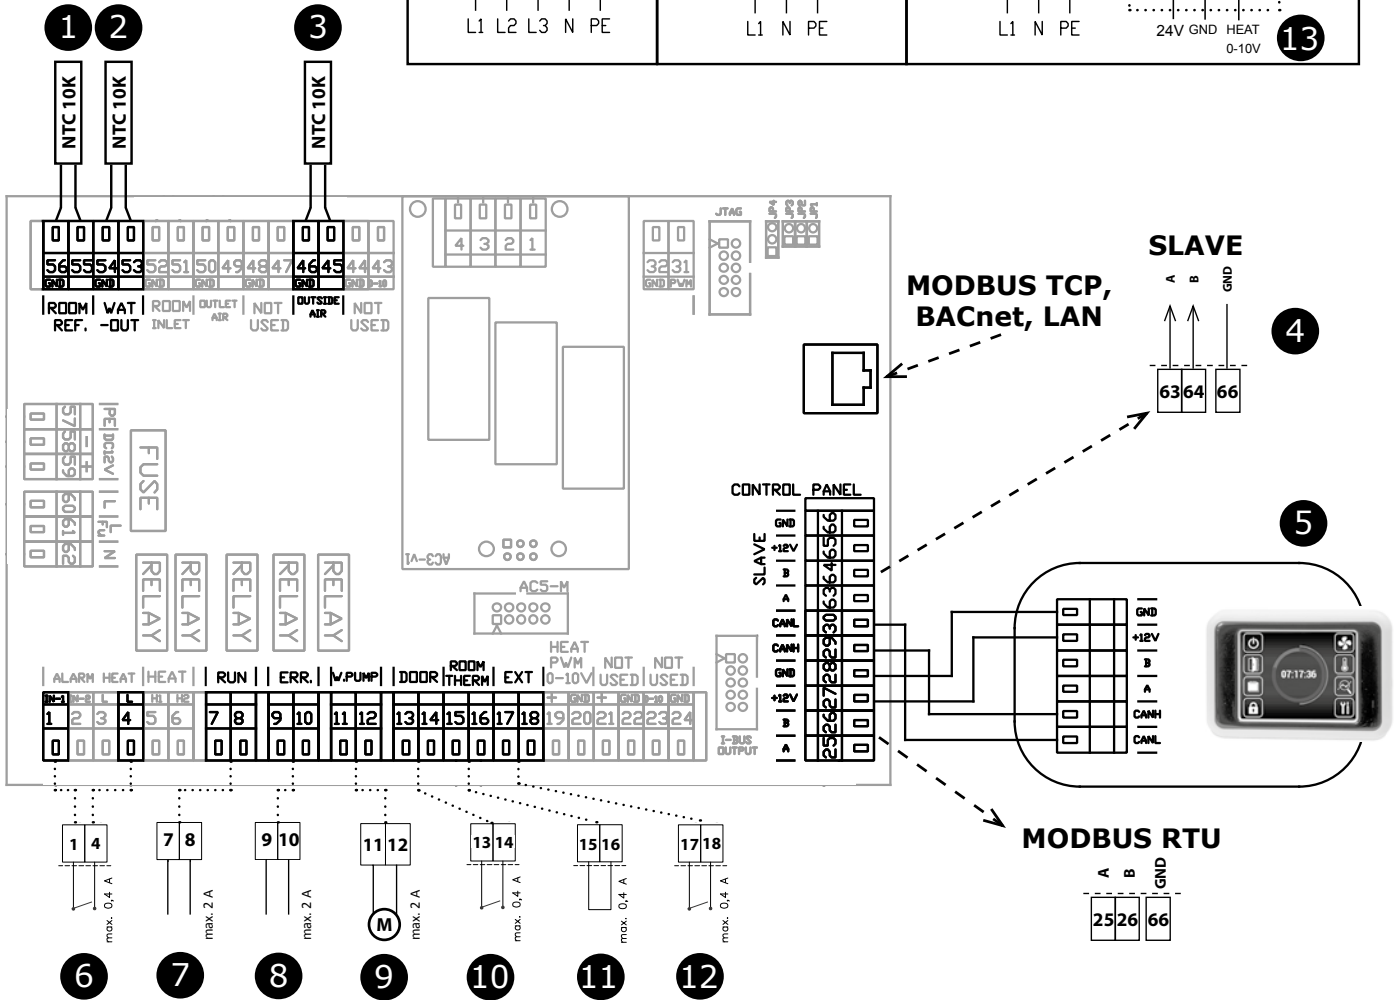 L1 L2 L3 N PE
L1 N PE
L1 N PE
24V GND HEAT
0-10V
13
1 2 3
NTC 10K
NTC 10K
NTC 10K
56 55 54 53 52 51 50 49 48 47 46 45 44 43
GND GND GND GND GND GND GND 0-10
ROOM REF.
WAT -OUT
ROOM INLET
OUTLET AIR
NOT USED
OUTSIDE AIR
NOT USED
4 3 2 1
32 31
GND PWM
JTAG
JP4 JP3 JP2 JP1
MODBUS TCP,
BACnet, LAN
SLAVE
A B GND
63 64 66
4
57 58 59
PE DC12V - +
60 61 62
L L Fu N
FUSE
RELAY RELAY RELAY RELAY RELAY
AC3-v1
AC5-M
CONTROL PANEL
SLAVE
GND 66
+12V 65
B 64
A 63
CANL 30
CANH 29
GND 28
+12V 27
B 26
A 25
I-BUS
OUTPUT
5
GND
+12V
B
A
CANH
CANL
07:17:36
ALARM HEAT HEAT RUN ERR. W.PUMP DOOR ROOM THERM EXT HEAT PWM 0-10V NOT USED NOT USED
IN-1 IN-2 L L H1 H2 + GND + GND 0-10 GND
1 2 3 4 5 6 7 8 9 10 11 12 13 14 15 16 17 18 19 20 21 22 23 24
1 4
max. 0,4 A
7 8
max. 2 A
9 10
max. 2 A
11 12
M
max. 2 A
13 14
max. 0,4 A
15 16
max. 0,4 A
17 18
max. 0,4 A
6 7 8 9 10 11 12
MODBUS RTU
A B GND
25 26 66